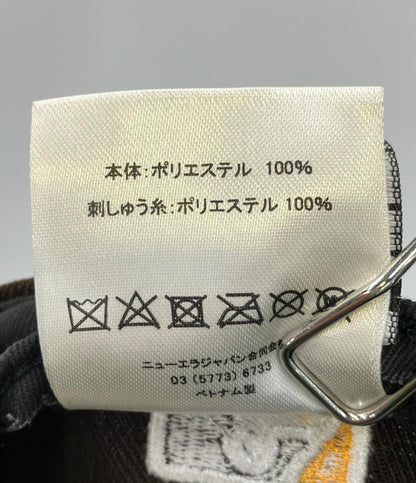 本体:ポリエステル 100%
刺しゅう糸:ポリエステル 100%
ニューエラジャパン合同会
03 (5773) 6733
ベトナム製